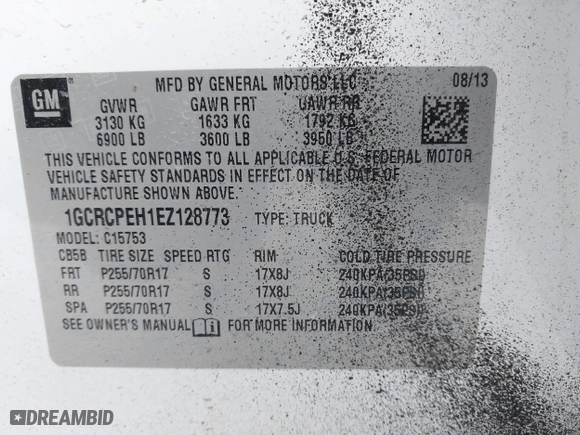 GM
MFD BY GENERAL MOTORS LLC 08/13
GVWR GAWR FRT GAWR RR
3130 KG 1633 KG 1792 KG
6900 LB 3600 LB 3950 LB
THIS VEHICLE CONFORMS TO ALL APPLICABLE U.S. FEDERAL MOTOR
VEHICLE SAFETY STANDARDS IN EFFECT ON THE DATE OF
MANUFACTURE SHOWN ABOVE.
1GCRCPEH1EZ128773 TYPE: TRUCK
MODEL: C15753
CB5B TIRE SIZE SPEED RTG RIM COLD TIRE PRESSURE
FRT P255/70R17 S 17X8J 240KPA(35PSI)
RR P255/70R17 S 17X8J 240KPA(35PSI)
SPA P255/70R17 S 17X7.5J 240KPA(35PSI)
SEE OWNER'S MANUAL FOR MORE INFORMATION.
DREAMBID